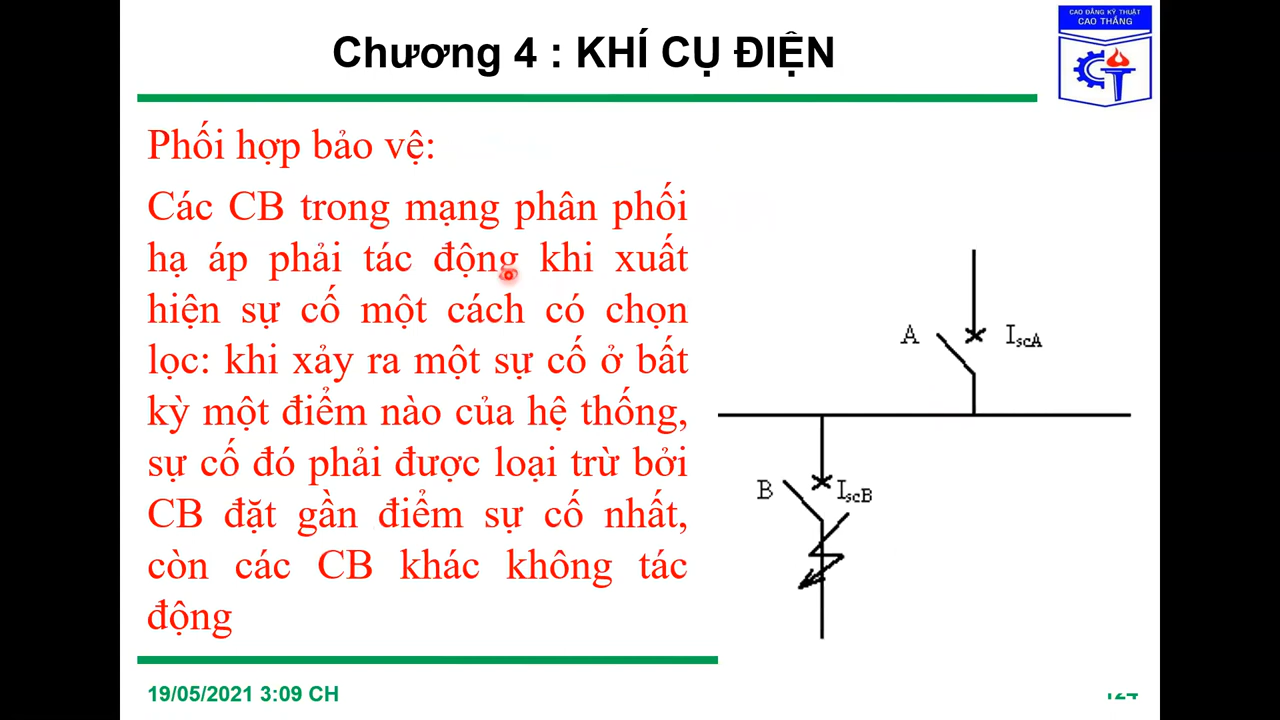 CAO ĐẲNG KỸ THUẬT
CAO THẮNG
Chương 4 : KHÍ CỤ ĐIỆN
Phối hợp bảo vệ:
Các CB trong mạng phân phối
hạ áp phải tác động khi xuất
hiện sự cố một cách có chọn
lọc: khi xảy ra một sự cố ở bất
kỳ một điểm nào của hệ thống,
sự cố đó phải được loại trừ bởi
CB đặt gần điểm sự cố nhất,
còn các CB khác không tác
động
A
IscA
B
IscB
19/05/2021 3:09 CH
124